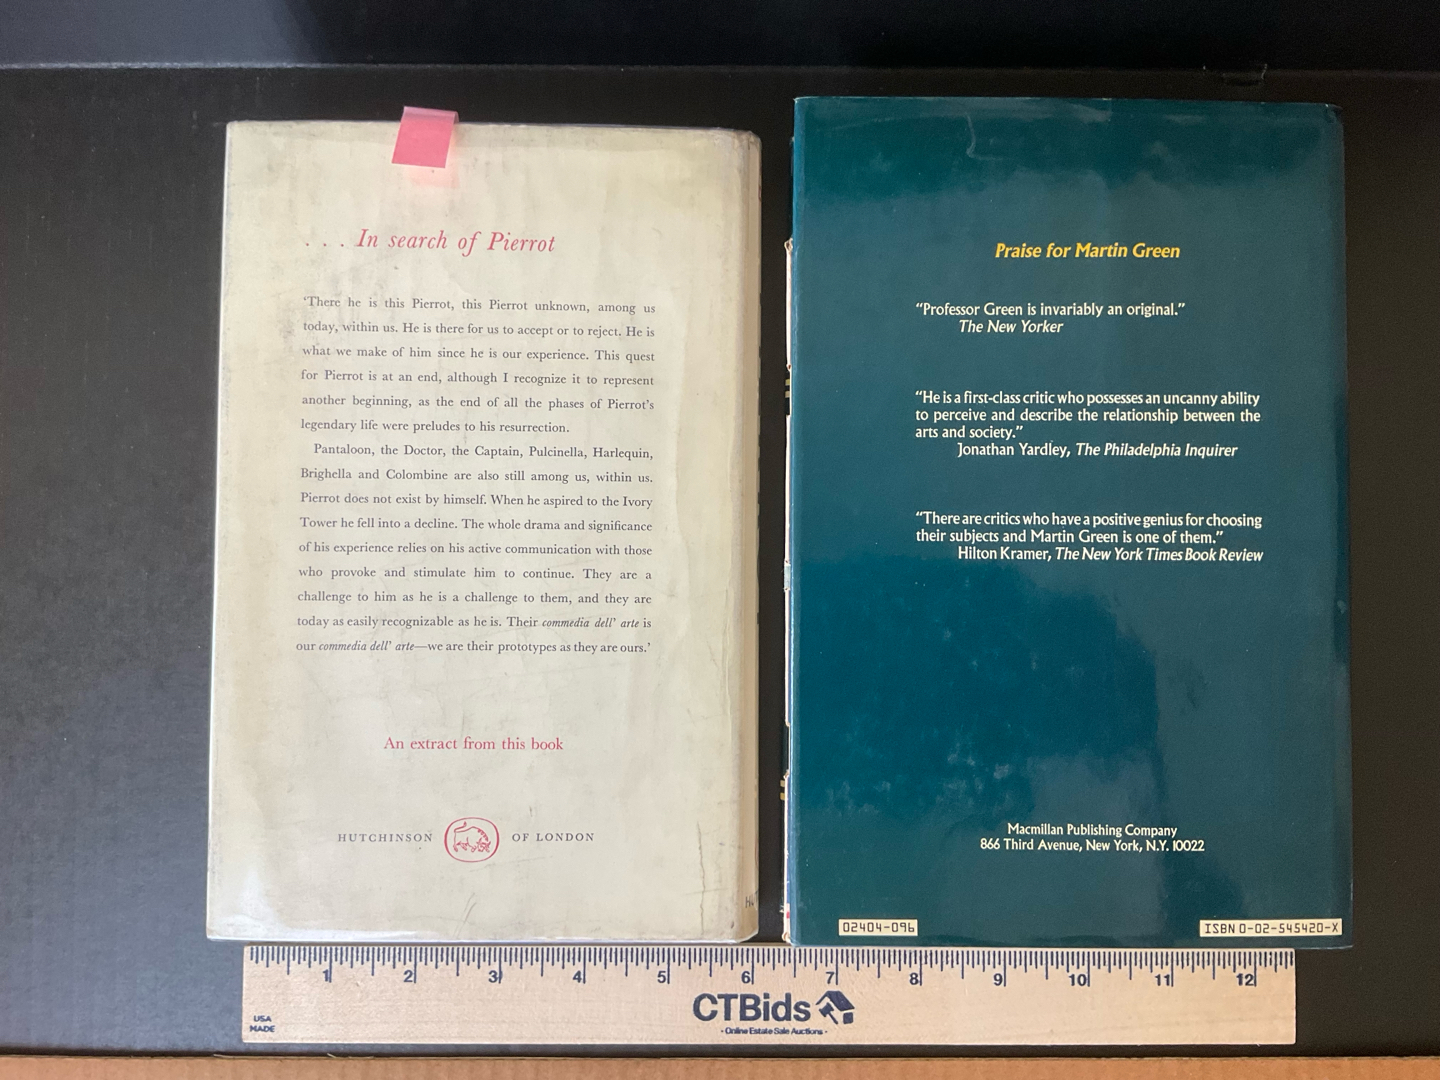 . . . In search of Pierrot
‘There he is this Pierrot, this Pierrot unknown, among us
today, within us. He is there for us to accept or to reject. He is
what we make of him since he is our experience. This quest
for Pierrot is at an end, although I recognize it to represent
another beginning, as the end of all the phases of Pierrot’s
legendary life were preludes to his resurrection.
Pantaloon, the Doctor, the Captain, Pulcinella, Harlequin,
Brighella and Colombine are also still among us, within us.
Pierrot does not exist by himself. When he aspired to the Ivory
Tower he fell into a decline. The whole drama and significance
of his experience relies on his active communication with those
who provoke and stimulate him to continue. They are a
challenge to him as he is a challenge to them, and they are
today as easily recognizable as he is. Their commedia dell’ arte is
our commedia dell’ arte—we are their prototypes as they are ours.’
An extract from this book
HUTCHINSON OF LONDON
Praise for Martin Green
“Professor Green is invariably an original.”
The New Yorker
“He is a first-class critic who possesses an uncanny ability
to perceive and describe the relationship between the
arts and society.”
Jonathan Yardley, The Philadelphia Inquirer
“There are critics who have a positive genius for choosing
their subjects and Martin Green is one of them.”
Hilton Kramer, The New York Times Book Review
Macmillan Publishing Company
866 Third Avenue, New York, N.Y. 10022
02404-096
ISBN 0-02-545420-X
1 2 3 4 5 6 7 8 9 10 11 12
USA
MADE
CTBids
- Online Estate Sale Auctions -